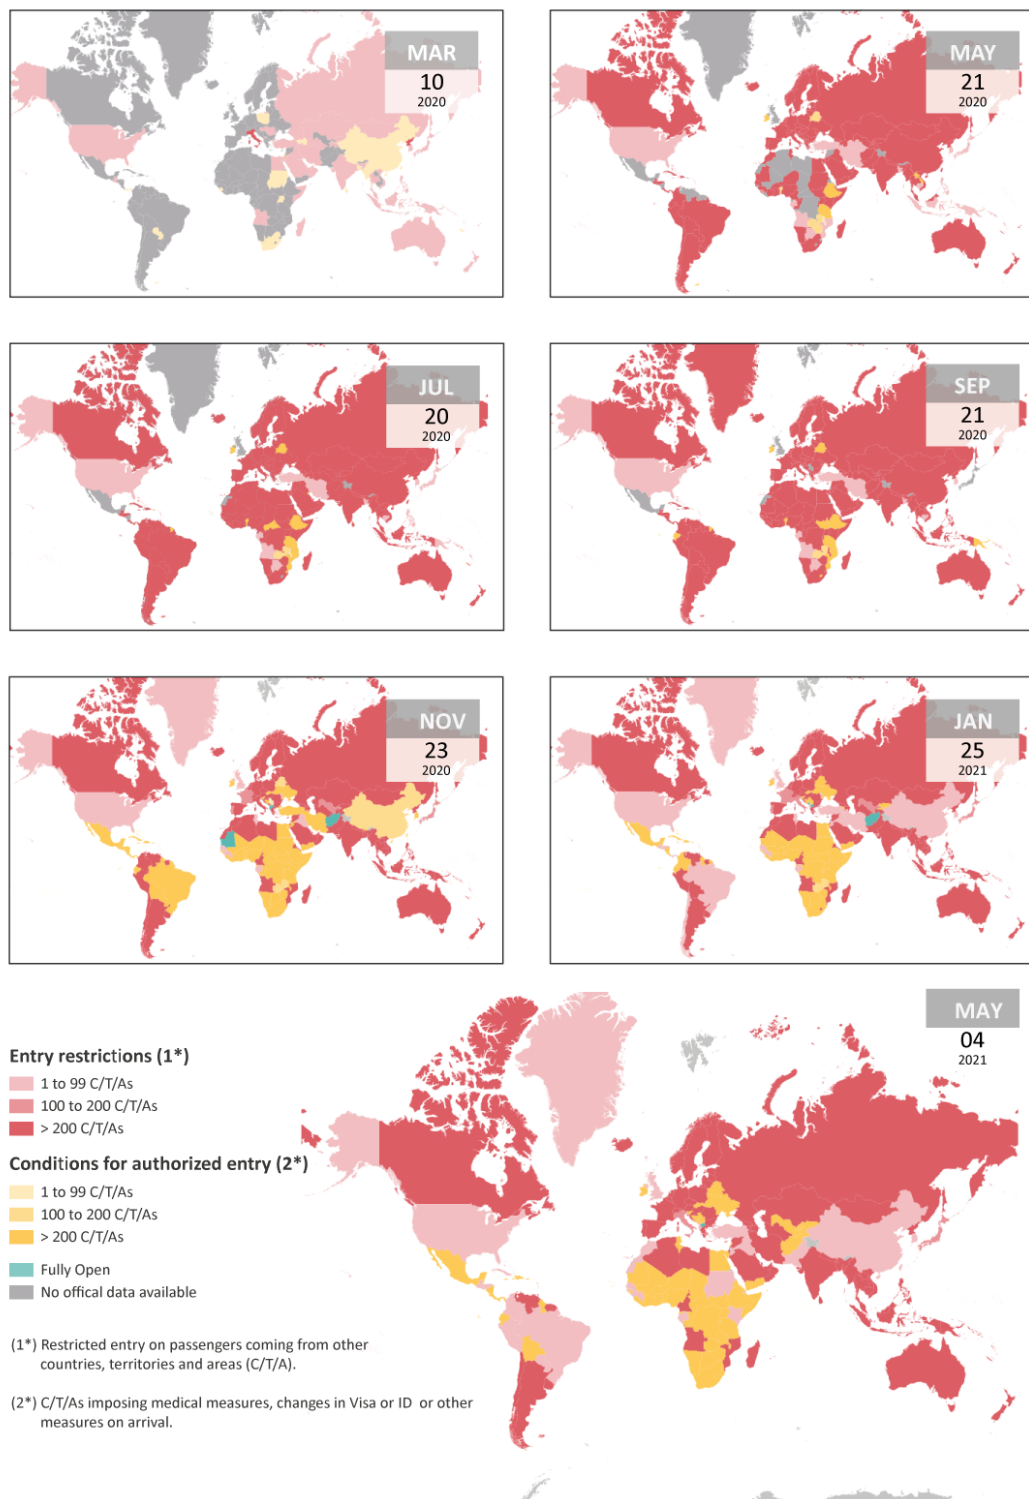 MAR
10
2020
MAY
21
2020
JUL
20
2020
SEP
21
2020
NOV
23
2020
JAN
25
2021
MAY
04
2021
Entry restrictions (1*)
1 to 99 C/T/As
100 to 200 C/T/As
> 200 C/T/As
Conditions for authorized entry (2*)
1 to 99 C/T/As
100 to 200 C/T/As
> 200 C/T/As
Fully Open
No offical data available
(1*) Restricted entry on passengers coming from other
countries, territories and areas (C/T/A).
(2*) C/T/As imposing medical measures, changes in Visa or ID or other
measures on arrival.